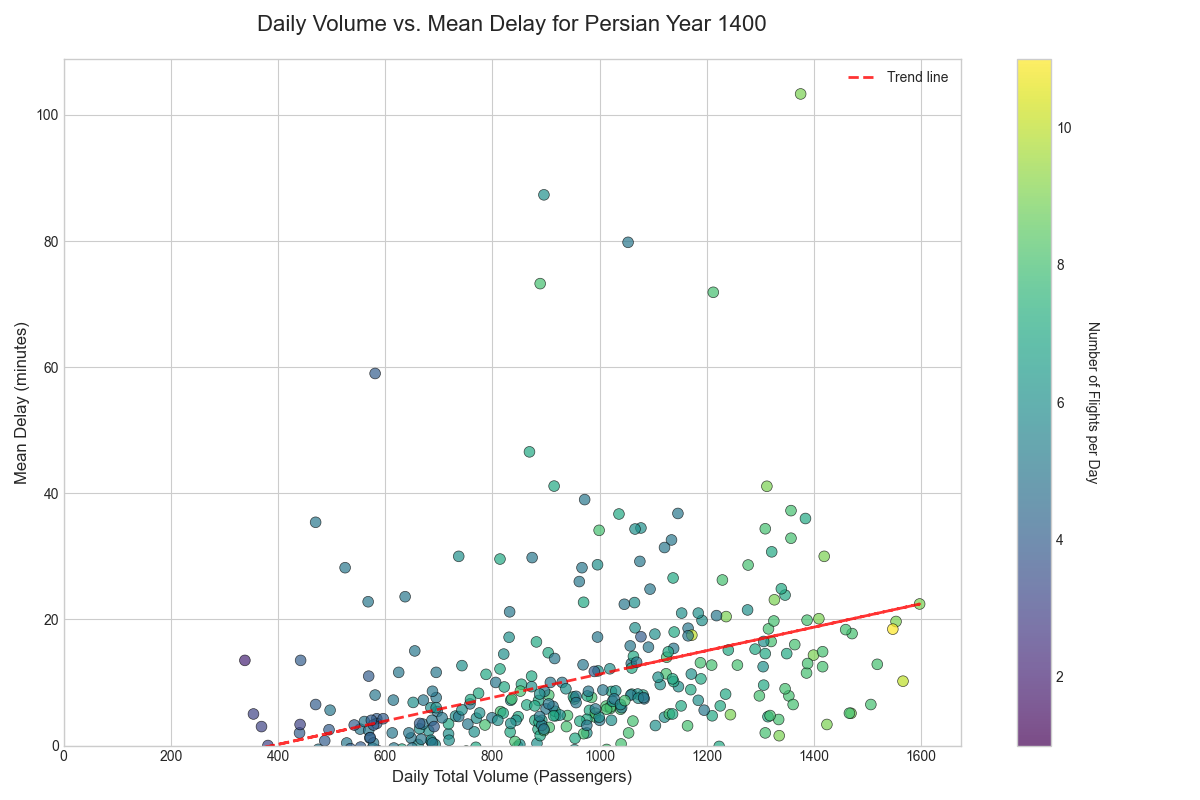 Daily Volume vs. Mean Delay for Persian Year 1400
Trend line
100
80
60
40
20
0
Mean Delay (minutes)
0 200 400 600 800 1000 1200 1400 1600
Daily Total Volume (Passengers)
10
8
6
4
2
Number of Flights per Day